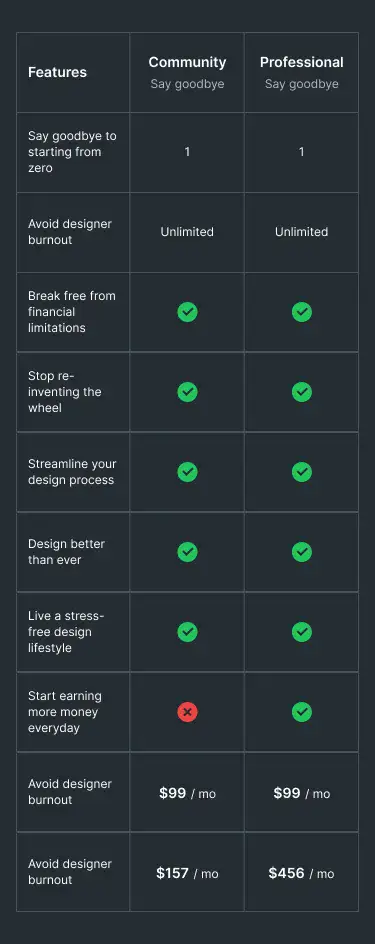 Features
Community
Say goodbye
Professional
Say goodbye
Say goodbye to
starting from
zero
1
1
Avoid designer
burnout
Unlimited
Unlimited
Break free from
financial
limitations
Stop re-
inventing the
wheel
Streamline your
design process
Design better
than ever
Live a stress-
free design
lifestyle
Start earning
more money
everyday
Avoid designer
burnout
$99 / mo
$99 / mo
Avoid designer
burnout
$157 / mo
$456 / mo